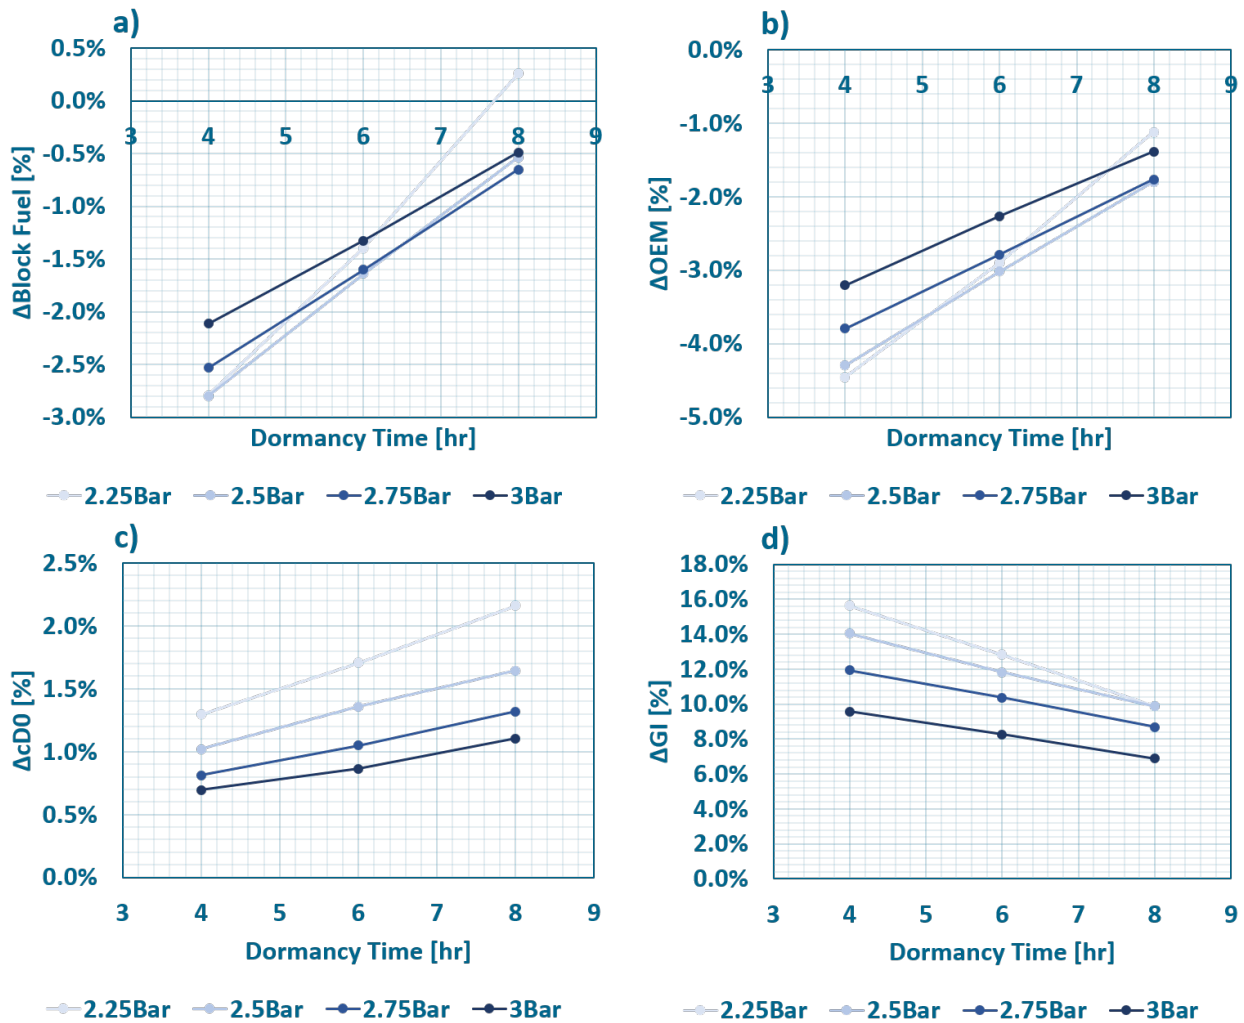 a)
0.5%
0.0%
-0.5%
-1.0%
-1.5%
-2.0%
-2.5%
-3.0%
3 4 5 6 7 8 9
ΔBlock Fuel [%]
Dormancy Time [hr]
2.25Bar 2.5Bar 2.75Bar 3Bar
b)
0.0%
-1.0%
-2.0%
-3.0%
-4.0%
-5.0%
3 4 5 6 7 8 9
ΔOEM [%]
Dormancy Time [hr]
2.25Bar 2.5Bar 2.75Bar 3Bar
c)
2.5%
2.0%
1.5%
1.0%
0.5%
0.0%
3 4 5 6 7 8 9
ΔcD0 [%]
Dormancy Time [hr]
2.25Bar 2.5Bar 2.75Bar 3Bar
d)
18.0%
16.0%
14.0%
12.0%
10.0%
8.0%
6.0%
4.0%
2.0%
0.0%
3 4 5 6 7 8 9
ΔGI [%]
Dormancy Time [hr]
2.25Bar 2.5Bar 2.75Bar 3Bar